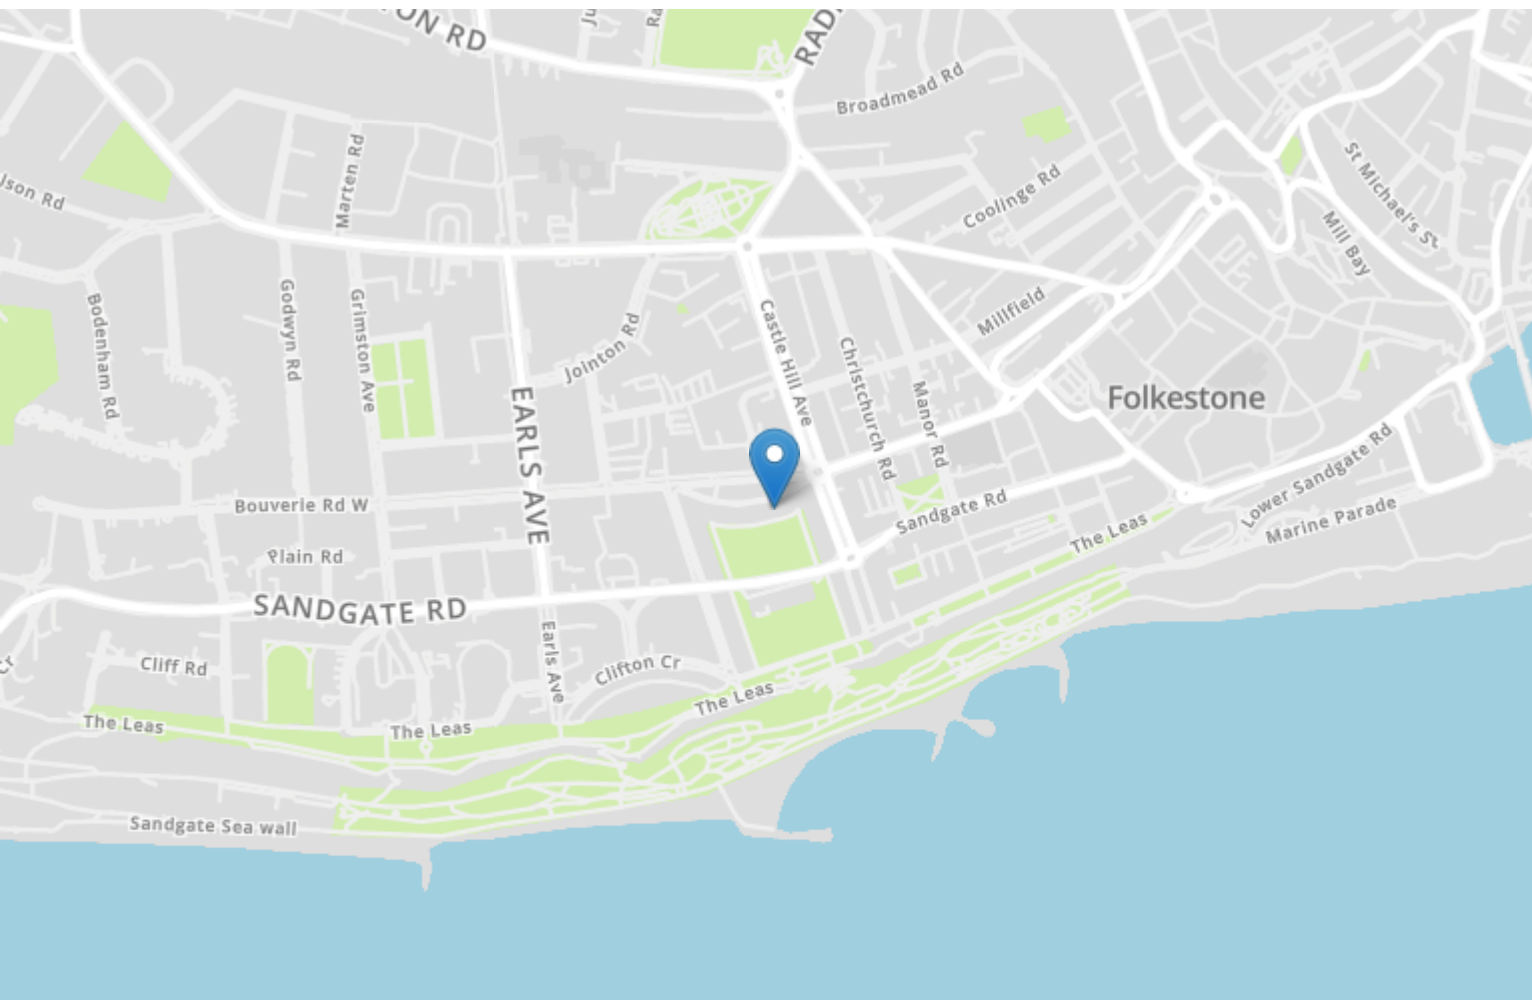 Broadmead Rd
Marten Rd
Coolinge Rd
St Michael's St
Mill Bay
Bodenham Rd
Godwyn Rd
Grimston Ave
Jointon Rd
Castle Hill Ave
Millfield
Christchurch Rd
Manor Rd
EARLS AVE
Folkestone
Bouverie Rd W
Sandgate Rd
Lower Sandgate Rd
Marine Parade
The Leas
Plain Rd
SANDGATE RD
Cliff Rd
Earls Ave
Clifton Cr
The Leas
The Leas
The Leas
Sandgate Sea wall